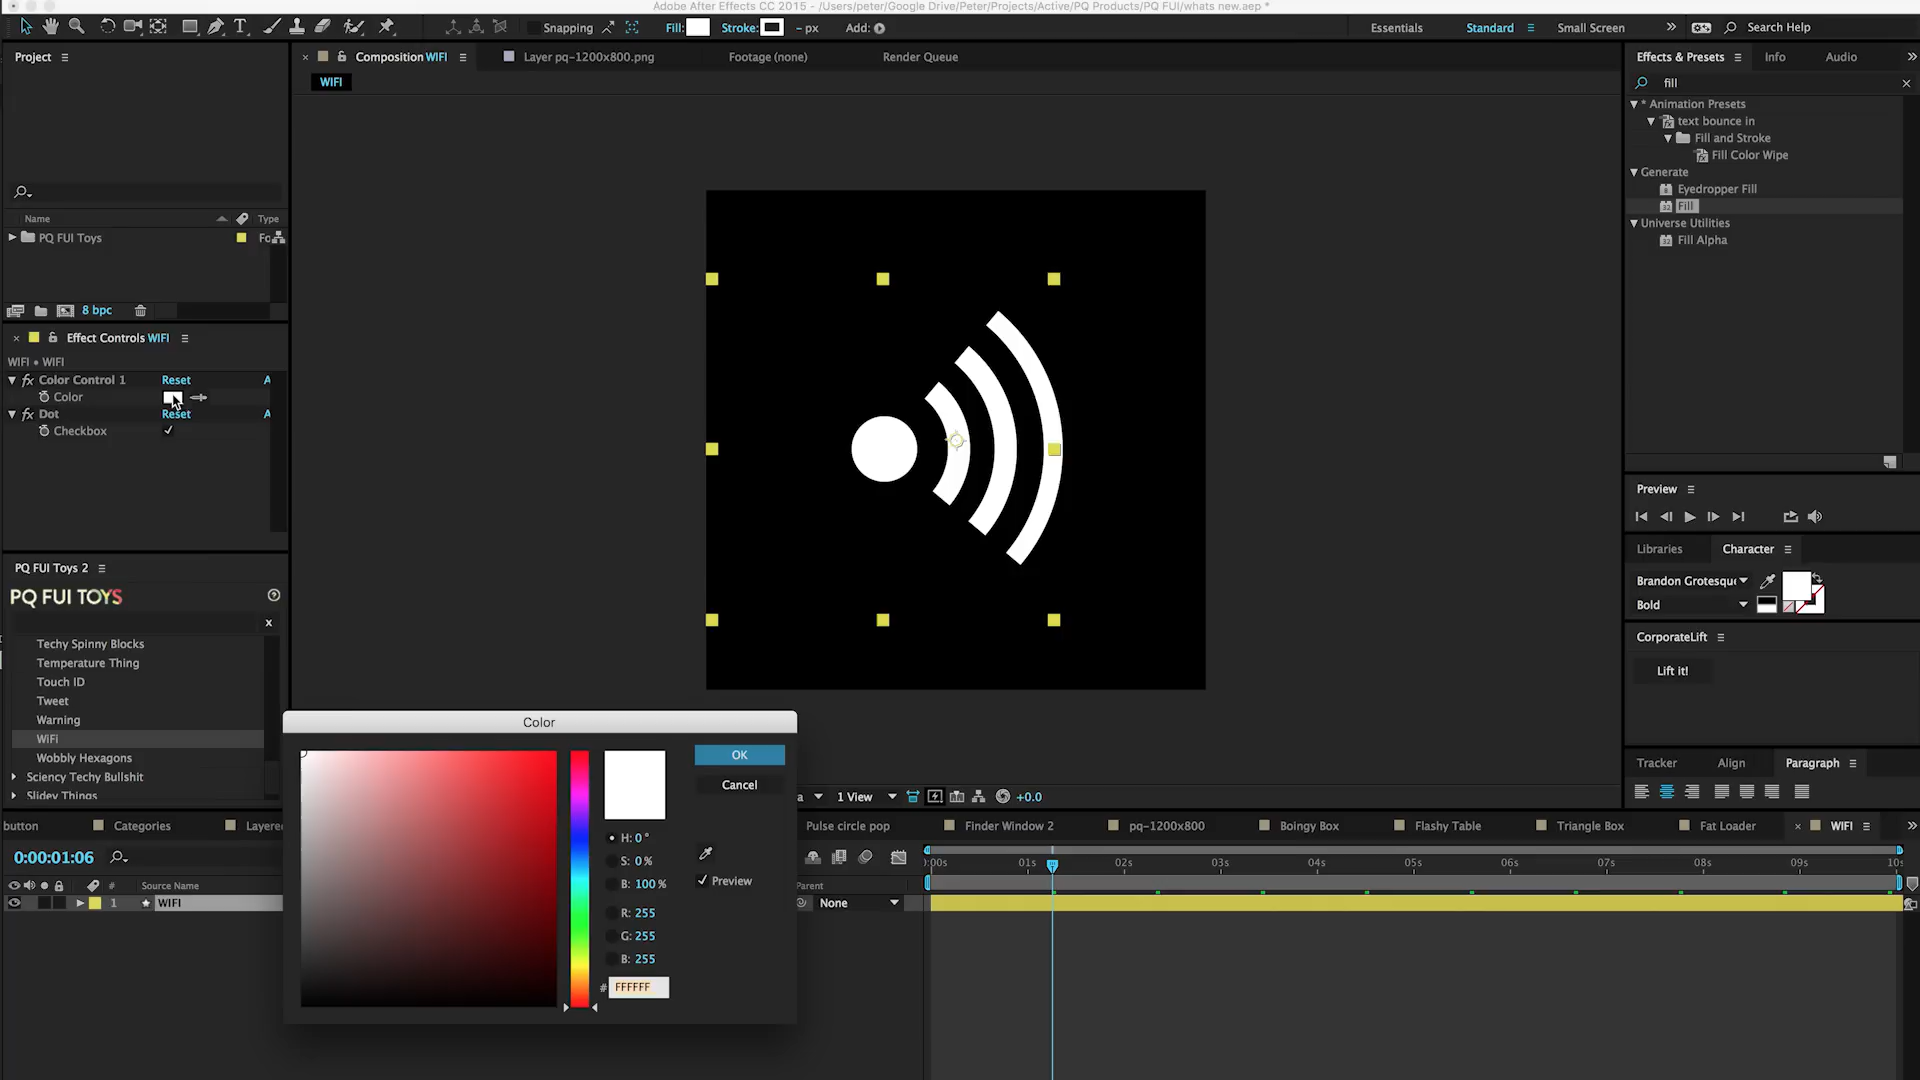 Adobe After Effects CC 2015 - /Users/peter/Google Drive/Peter/Projects/Active/PQ Products/PQ FUI/whats new.aep *
Snapping
Fill:
Stroke:
- px
Add:
Essentials
Standard
Small Screen
Search Help
Project
Composition WIFI
Layer pq-1200x800.png
Footage (none)
Render Queue
Effects & Presets
Info
Audio
WIFI
fill
* Animation Presets
text bounce in
Fill and Stroke
Fill Color Wipe
Generate
Eyedropper Fill
Fill
Universe Utilities
Fill Alpha
Name
Type
PQ FUI Toys
Fo
8 bpc
Effect Controls WIFI
WIFI • WIFI
fx Color Control 1
Reset
A
Color
fx Dot
Reset
A
Checkbox
PQ FUI Toys 2
PQ FUI TOYS
x
Techy Spinny Blocks
Temperature Thing
Touch ID
Tweet
Warning
WiFi
Wobbly Hexagons
Sciency Techy Bullshit
Slidey Things
Preview
Libraries
Character
Brandon Grotesqu
Bold
CorporateLift
Lift it!
Tracker
Align
Paragraph
Color
OK
Cancel
H: 0 °
S: 0 %
B: 100 %
Preview
R: 255
G: 255
B: 255
# FFFFFF
a
1 View
+0.0
button
Categories
Layere
Pulse circle pop
Finder Window 2
pq-1200x800
Boingy Box
Flashy Table
Triangle Box
Fat Loader
WIFI
0:00:01:06
:00s
01s
02s
03s
04s
05s
06s
07s
08s
09s
10s
#
Source Name
Parent
1
WIFI
None